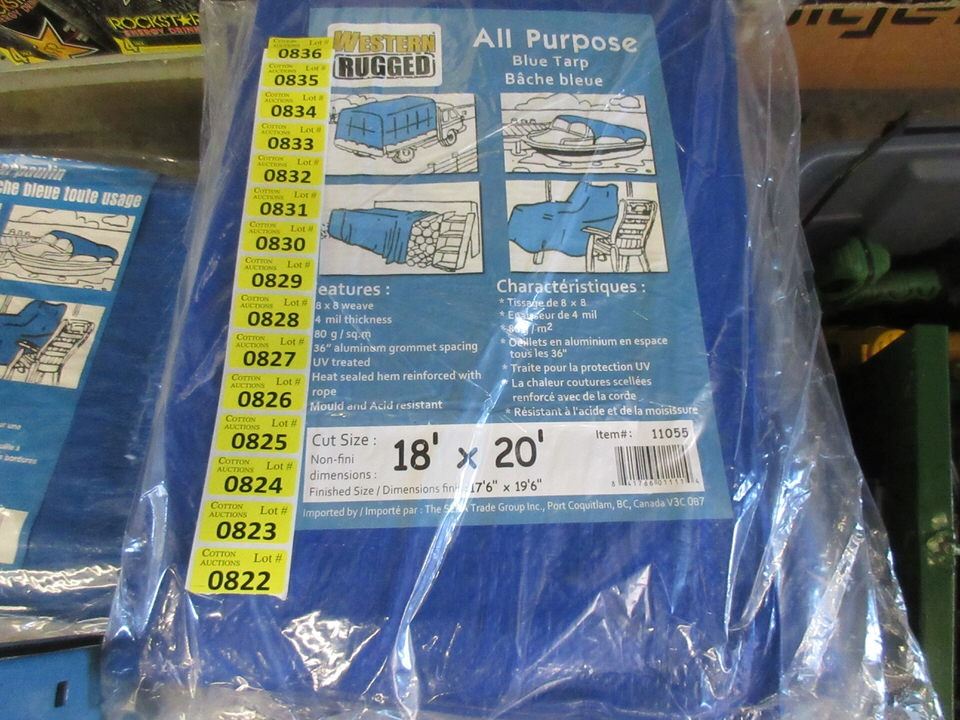 ROCKSTAR
ENERGY DRINK
WESTERN
RUGGED
All Purpose
Blue Tarp
Bâche bleue
COTTON AUCTIONS Lot # 0836
COTTON AUCTIONS Lot # 0835
COTTON AUCTIONS Lot # 0834
COTTON AUCTIONS Lot # 0833
COTTON AUCTIONS Lot # 0832
COTTON AUCTIONS Lot # 0831
COTTON AUCTIONS Lot # 0830
COTTON AUCTIONS Lot # 0829
COTTON AUCTIONS Lot # 0828
COTTON AUCTIONS Lot # 0827
COTTON AUCTIONS Lot # 0826
COTTON AUCTIONS Lot # 0825
COTTON AUCTIONS Lot # 0824
COTTON AUCTIONS Lot # 0823
COTTON AUCTIONS Lot # 0822
eatures :
8 x 8 weave
4 mil thickness
80 g / sq.m
36" aluminum grommet spacing
UV treated
Heat sealed hem reinforced with
rope
Mould and Acid resistant
Charactéristiques :
* Tissage de 8 x 8
* Epaisseur de 4 mil
* 80 g / m2
* Oeillets en aluminium en espace
tous les 36"
* Traite pour la protection UV
* La chaleur coutures scellées
renforcé avec de la corde
* Résistant à l'acide et de la moisissure
Cut Size :
Non-fini
dimensions :
18' x 20'
Item#: 11055
Finished Size / Dimensions fini 17'6" x 19'6"
Imported by / Importé par : The Trade Group Inc., Port Coquitlam, BC, Canada V3C 0B7
che bleue toute usage